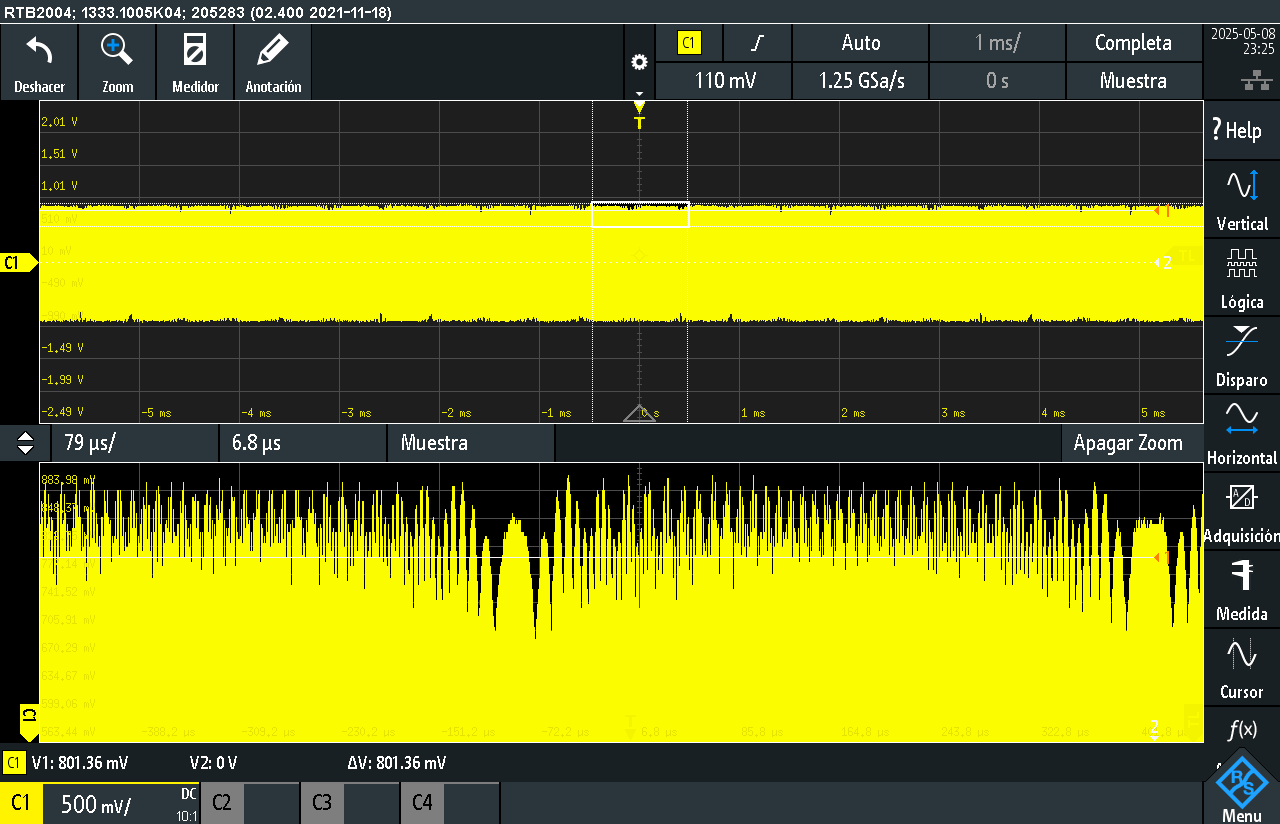 RTB2004; 1333.1005K04; 205283 (02.400 2021-11-18)
Deshacer
Zoom
Medidor
Anotación
C1
Auto
1 ms/
Completa
110 mV
1.25 GSa/s
0 s
Muestra
2025-05-08
23:25
T
2.01 V
1.51 V
1.01 V
510 mV
10 mV
-490 mV
-990 mV
-1.49 V
-1.99 V
-2.49 V
C1
1
2
TL
-5 ms
-4 ms
-3 ms
-2 ms
-1 ms
0 s
1 ms
2 ms
3 ms
4 ms
5 ms
? Help
Vertical
Lógica
Disparo
Horizontal
Adquisición
Medida
Cursor
f(x)
Menu
79 µs/
6.8 µs
Muestra
Apagar Zoom
883.98 mV
741.52 mV
705.91 mV
670.29 mV
634.67 mV
599.06 mV
563.44 mV
C1
1
2
T
-388.2 µs
-309.2 µs
-230.2 µs
-151.2 µs
-72.2 µs
6.8 µs
85.8 µs
164.8 µs
243.8 µs
322.8 µs
C1
V1: 801.36 mV
V2: 0 V
ΔV: 801.36 mV
C1
500 mV/
DC
10:1
C2
C3
C4
R&S